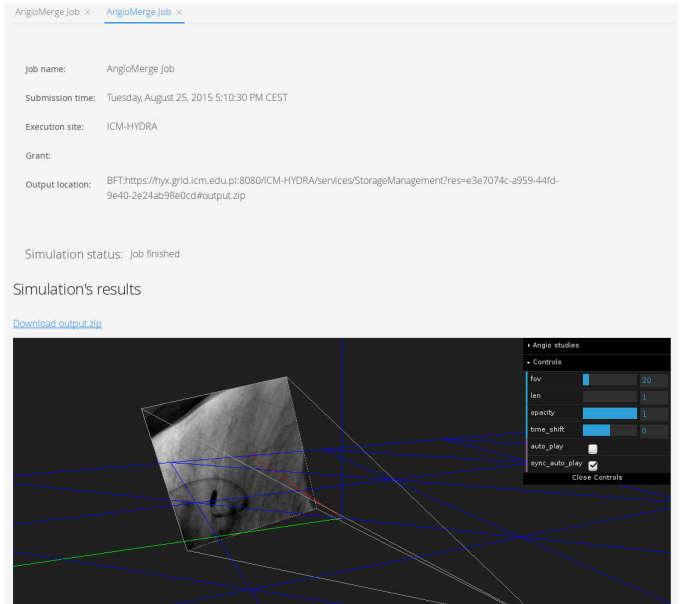 AngioMerge Job × AngioMerge Job ×
Job name: AngioMerge Job
Submission time: Tuesday, August 25, 2015 5:10:30 PM CEST
Execution site: ICM-HYDRA
Grant:
Output location: BFT:https://hyx.grid.icm.edu.pl:8080/ICM-HYDRA/services/StorageManagement?res=e3e7074c-a959-44fd-
9e40-2e24ab98e0cd#output.zip
Simulation status: Job finished
Simulation's results
Download output.zip
Angio studies
Controls
fov 20
len 1
opacity 1
time_shift 0
auto_play
sync_auto_play
Close Controls